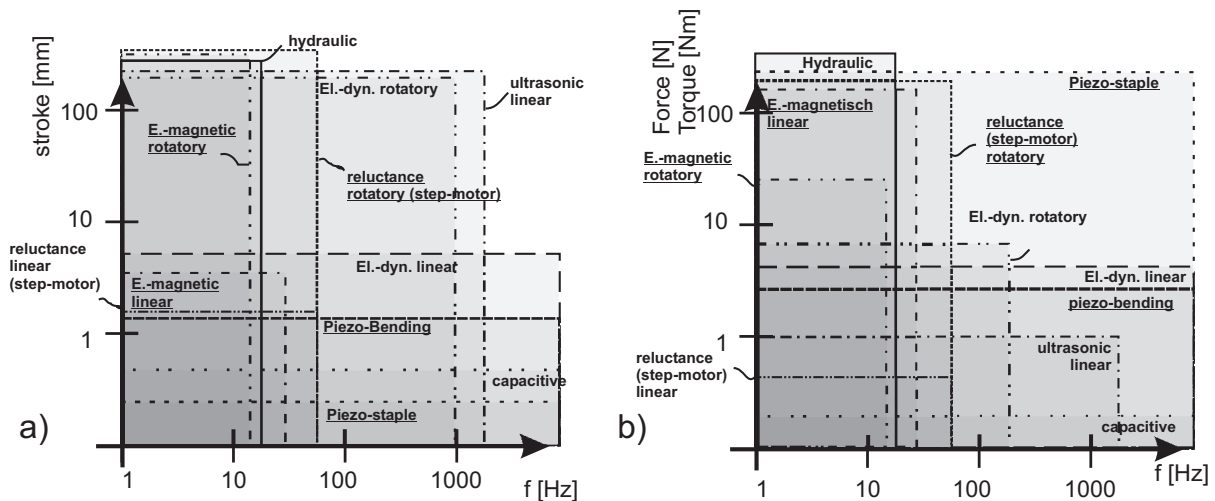 a)
stroke [mm]
100
10
1
1
10
100
1000
f [Hz]
hydraulic
El.-dyn. rotatory
ultrasonic
linear
E.-magnetic
rotatory
reluctance
rotatory (step-motor)
reluctance
linear
(step-motor)
El.-dyn. linear
E.-magnetic
linear
Piezo-Bending
capacitive
Piezo-staple
b)
Force [N]
Torque [Nm]
100
10
1
1
10
100
1000
f [Hz]
Hydraulic
Piezo-staple
E.-magnetisch
linear
reluctance
(step-motor)
rotatory
E.-magnetic
rotatory
El.-dyn. rotatory
El.-dyn. linear
piezo-bending
ultrasonic
linear
reluctance
(step-motor)
linear
capacitive